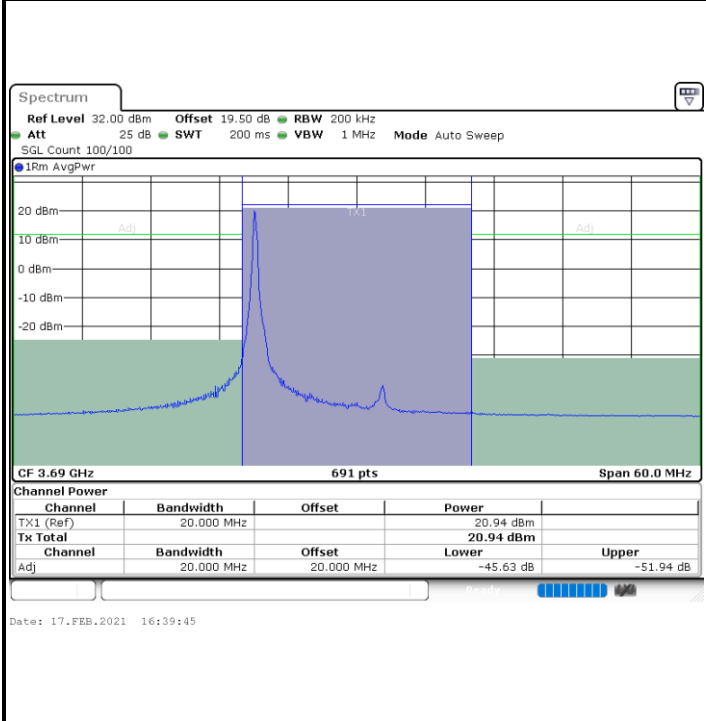 Spectrum
Ref Level 32.00 dBm Offset 19.50 dB RBW 200 kHz
Att 25 dB SWT 200 ms VBW 1 MHz Mode Auto Sweep
SGL Count 100/100
1Rm AvgPwr
TX1
20 dBm
Adj Adj
10 dBm
0 dBm
-10 dBm
-20 dBm
CF 3.69 GHz 691 pts Span 60.0 MHz
Channel Power
Channel Bandwidth Offset Power
TX1 (Ref) 20.000 MHz 20.94 dBm
Tx Total 20.94 dBm
Channel Bandwidth Offset Lower Upper
Adj 20.000 MHz 20.000 MHz -45.63 dB -51.94 dB
Ready
Date: 17.FEB.2021 16:39:45